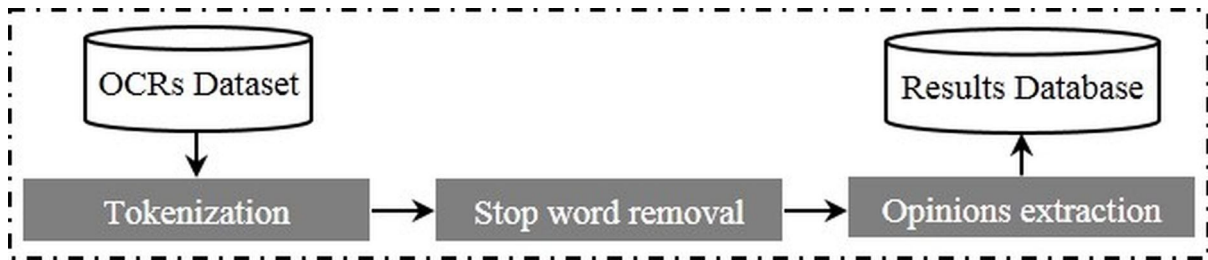 OCRs Dataset
Results Database
Tokenization
Stop word removal
Opinions extraction